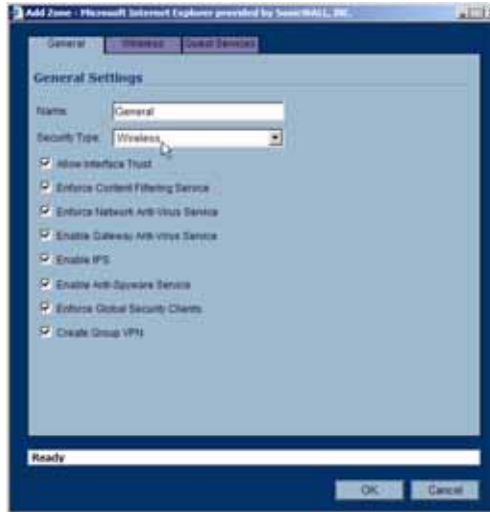 Add Zone - Microsoft Internet Explorer provided by SonicWALL, INC.
General Wireless Guest Services
General Settings
Name: General
Security Type: Wireless
Allow Interface Trust
Enforce Content Filtering Service
Enforce Network Anti-Virus Service
Enable Gateway Anti-Virus Service
Enable IPS
Enable Anti-Spyware Service
Enforce Global Security Clients
Create Group VPN
Ready
OK Cancel